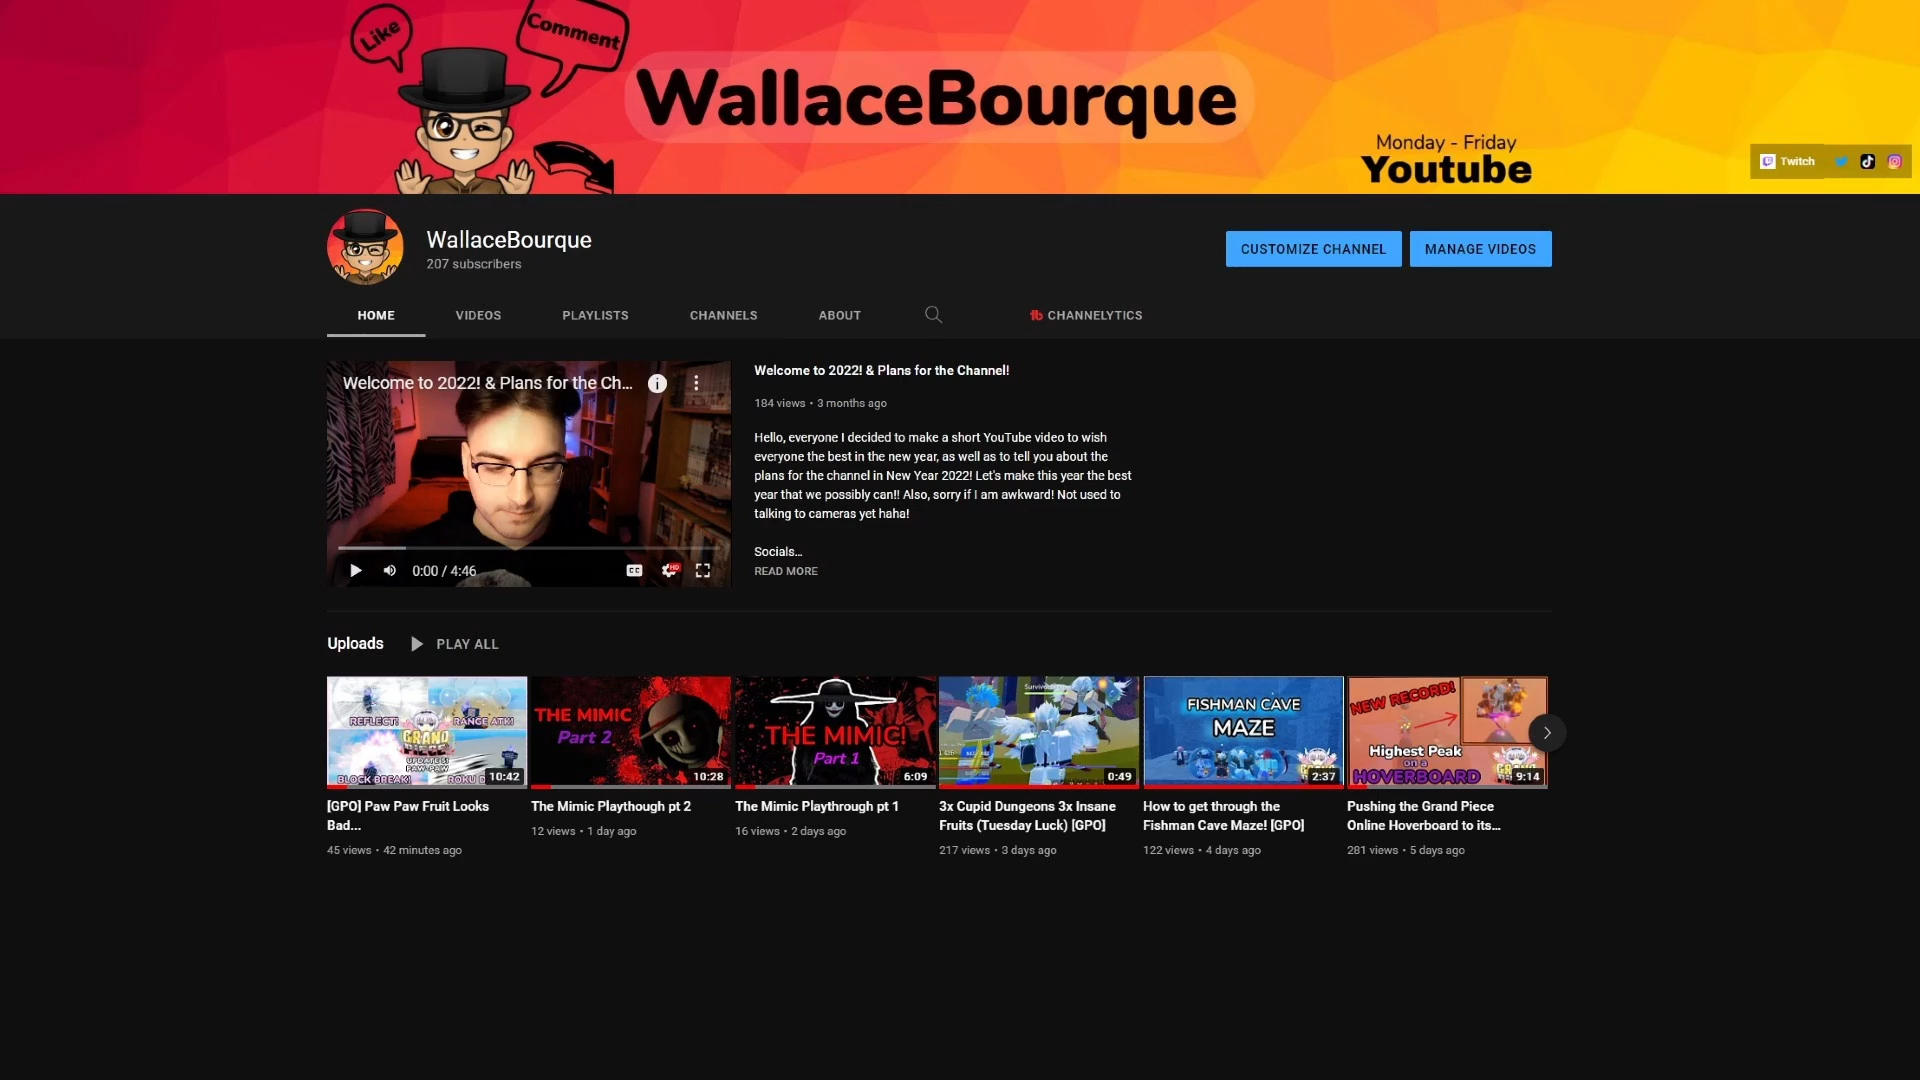 Like
Comment
WallaceBourque
Monday - Friday
Youtube
Twitch
WallaceBourque
207 subscribers
CUSTOMIZE CHANNEL
MANAGE VIDEOS
HOME
VIDEOS
PLAYLISTS
CHANNELS
ABOUT
CHANNELYTICS
Welcome to 2022! & Plans for the Ch...
0:00 / 4:46
CC
HD
Welcome to 2022! & Plans for the Channel!
184 views • 3 months ago
Hello, everyone I decided to make a short YouTube video to wish
everyone the best in the new year, as well as to tell you about the
plans for the channel in New Year 2022! Let's make this year the best
year that we possibly can!! Also, sorry if I am awkward! Not used to
talking to cameras yet haha!
Socials...
READ MORE
Uploads
PLAY ALL
REFLECT!
RANGE ATK!
GRAND
PIECE
BLOCK BREAK!
10:42
[GPO] Paw Paw Fruit Looks
Bad...
45 views • 42 minutes ago
THE MIMIC
Part 2
10:28
The Mimic Playthough pt 2
12 views • 1 day ago
THE MIMIC!
Part 1
6:09
The Mimic Playthrough pt 1
16 views • 2 days ago
0:49
3x Cupid Dungeons 3x Insane
Fruits (Tuesday Luck) [GPO]
217 views • 3 days ago
FISHMAN CAVE
MAZE
2:37
How to get through the
Fishman Cave Maze! [GPO]
122 views • 4 days ago
NEW RECORD!
Highest Peak
on a
HOVERBOARD
9:14
Pushing the Grand Piece
Online Hoverboard to its...
281 views • 5 days ago